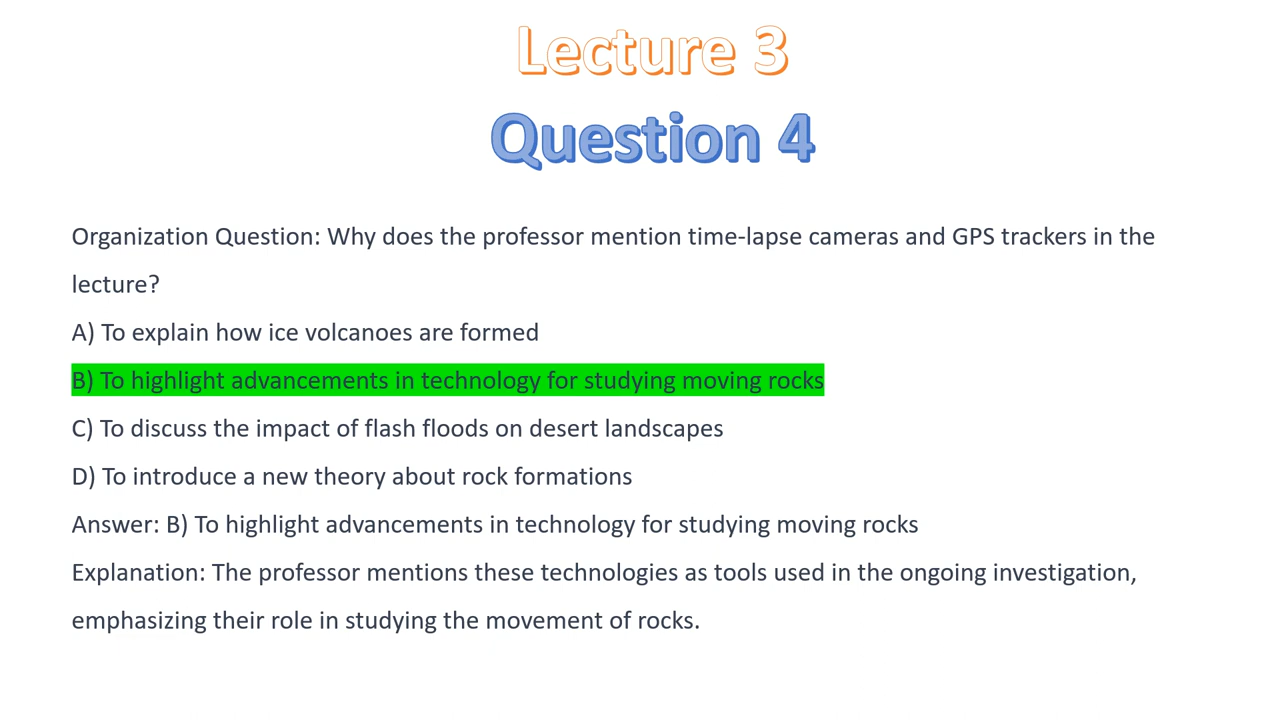 Lecture 3
Question 4
Organization Question: Why does the professor mention time-lapse cameras and GPS trackers in the
lecture?
A) To explain how ice volcanoes are formed
B) To highlight advancements in technology for studying moving rocks
C) To discuss the impact of flash floods on desert landscapes
D) To introduce a new theory about rock formations
Answer: B) To highlight advancements in technology for studying moving rocks
Explanation: The professor mentions these technologies as tools used in the ongoing investigation,
emphasizing their role in studying the movement of rocks.